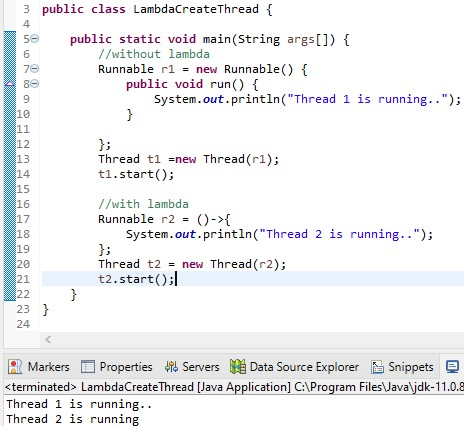 3 public class LambdaCreateThread {
4
5 public static void main(String args[]) {
6 //without lambda
7 Runnable r1 = new Runnable() {
8 public void run() {
9 System.out.println("Thread 1 is running..");
10 }
11
12 };
13 Thread t1 =new Thread(r1);
14 t1.start();
15
16 //with lambda
17 Runnable r2 = ()->{
18 System.out.println("Thread 2 is running..");
19 };
20 Thread t2 = new Thread(r2);
21 t2.start();
22 }
23 }
24
Markers Properties Servers Data Source Explorer Snippets
<terminated> LambdaCreateThread [Java Application] C:\Program Files\Java\jdk-11.0.8
Thread 1 is running..
Thread 2 is running